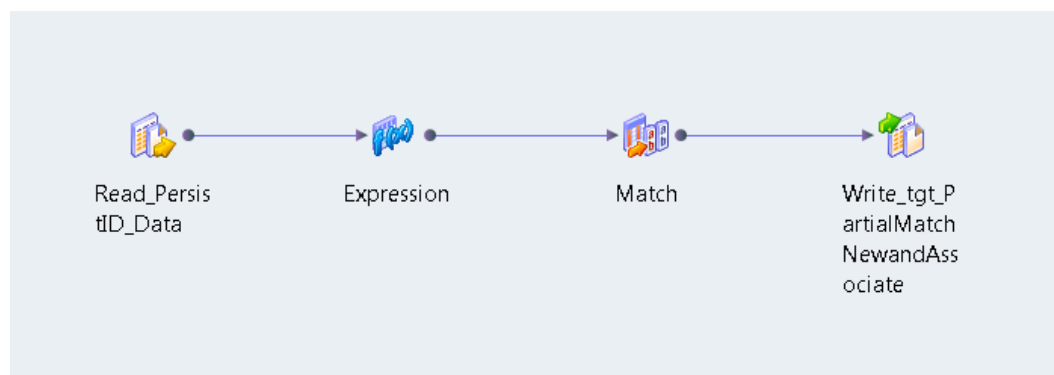 Read_Persis
tID_Data
Expression
Match
Write_tgt_P
artialMatch
NewandAss
ociate